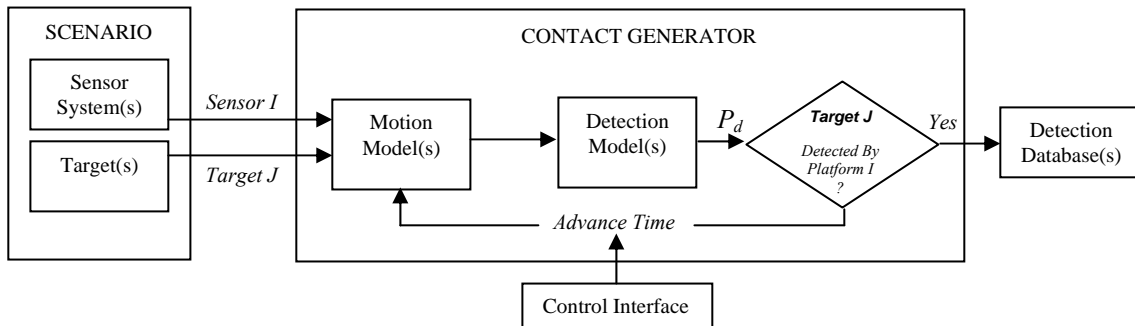 SCENARIO
Sensor
System(s)
Target(s)
Sensor I
Target J
CONTACT GENERATOR
Motion
Model(s)
Detection
Model(s)
Pd
Target J
Detected By
Platform I
?
Yes
Detection
Database(s)
Advance Time
Control Interface